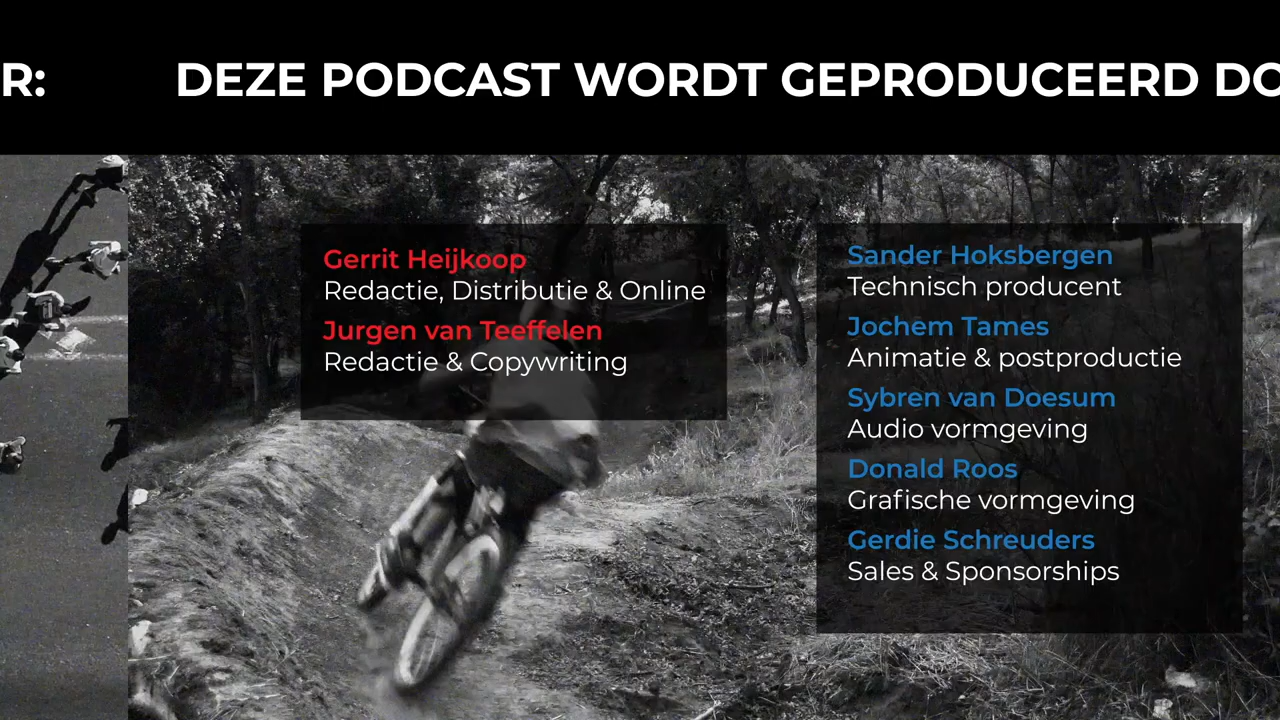 R: DEZE PODCAST WORDT GEPRODUCEERD DO
Gerrit Heijkoop
Redactie, Distributie & Online
Jurgen van Teeffelen
Redactie & Copywriting
Sander Hoksbergen
Technisch producent
Jochem Tames
Animatie & postproductie
Sybren van Doesum
Audio vormgeving
Donald Roos
Grafische vormgeving
Gerdie Schreuders
Sales & Sponsorships